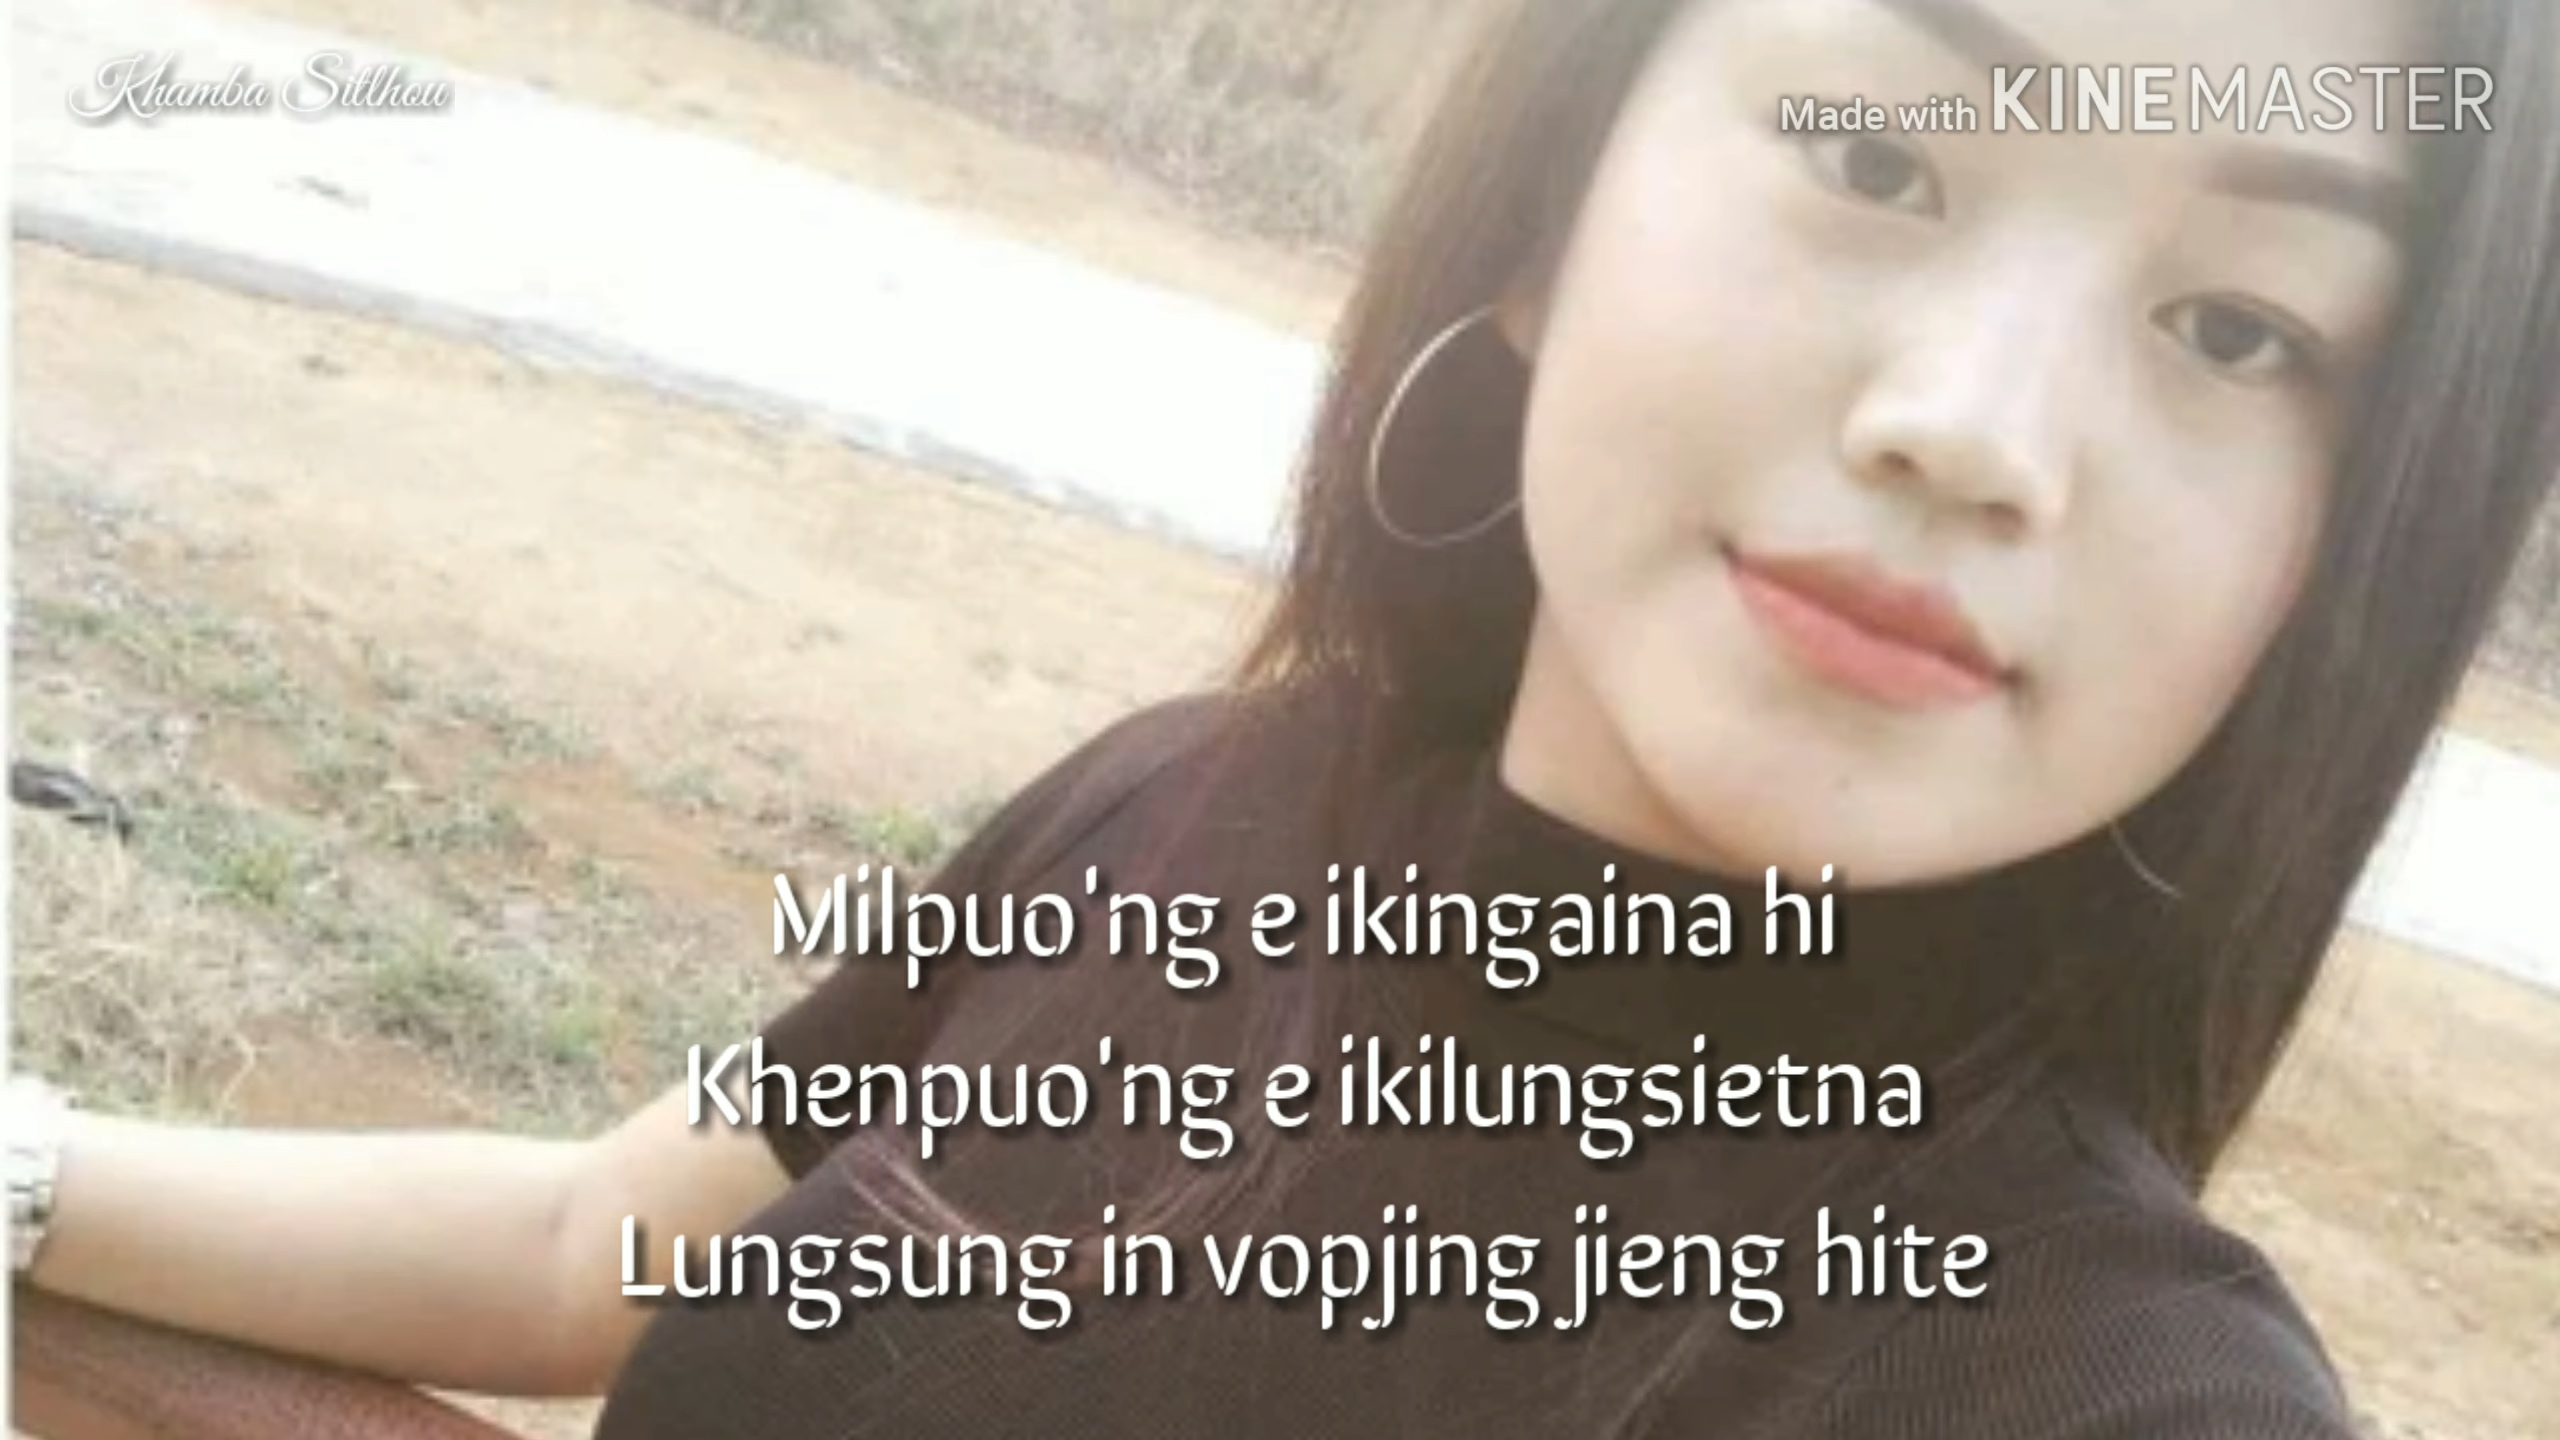 Khamba Sitlhou
Made with KINEMASTER
Milpuo'ng e ikingaina hi
Khenpuo'ng e ikilungsietna
Lungsung in vopjing jieng hite